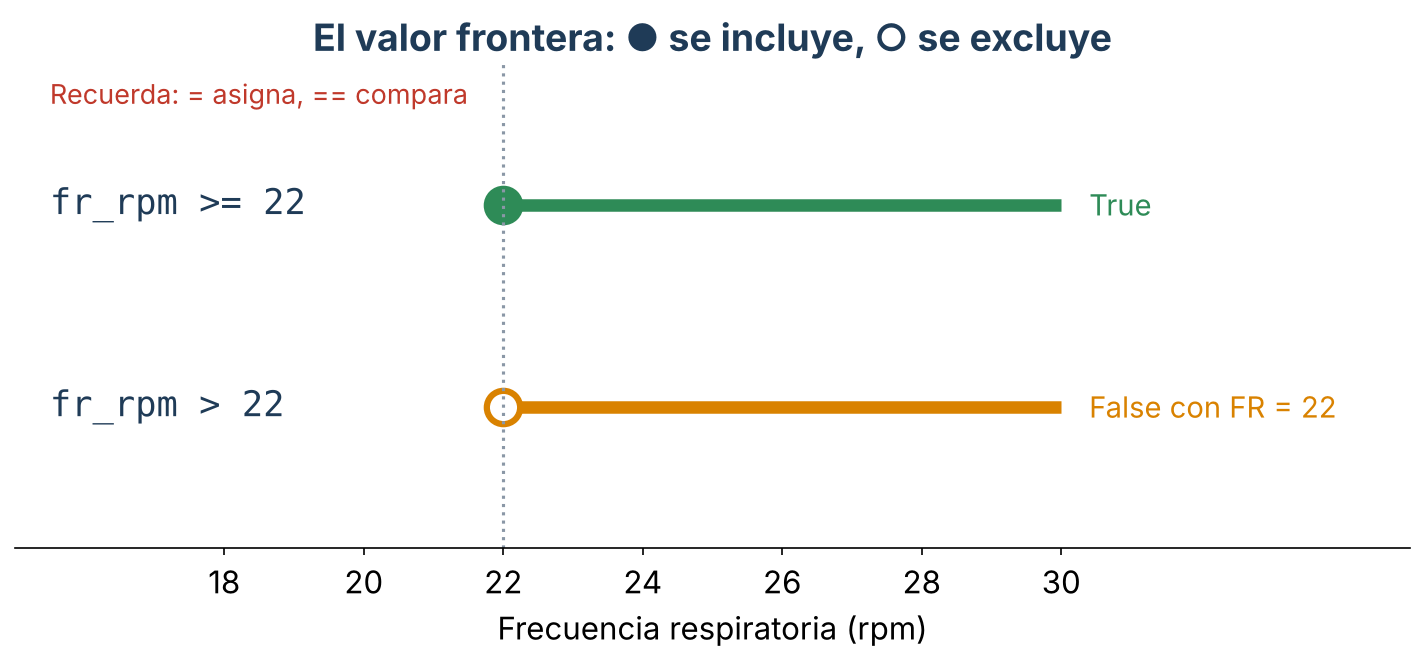 El valor frontera: ● se incluye, ○ se excluye
Recuerda: = asigna, == compara
fr_rpm >= 22
True
fr_rpm > 22
False con FR = 22
18 20 22 24 26 28 30
Frecuencia respiratoria (rpm)